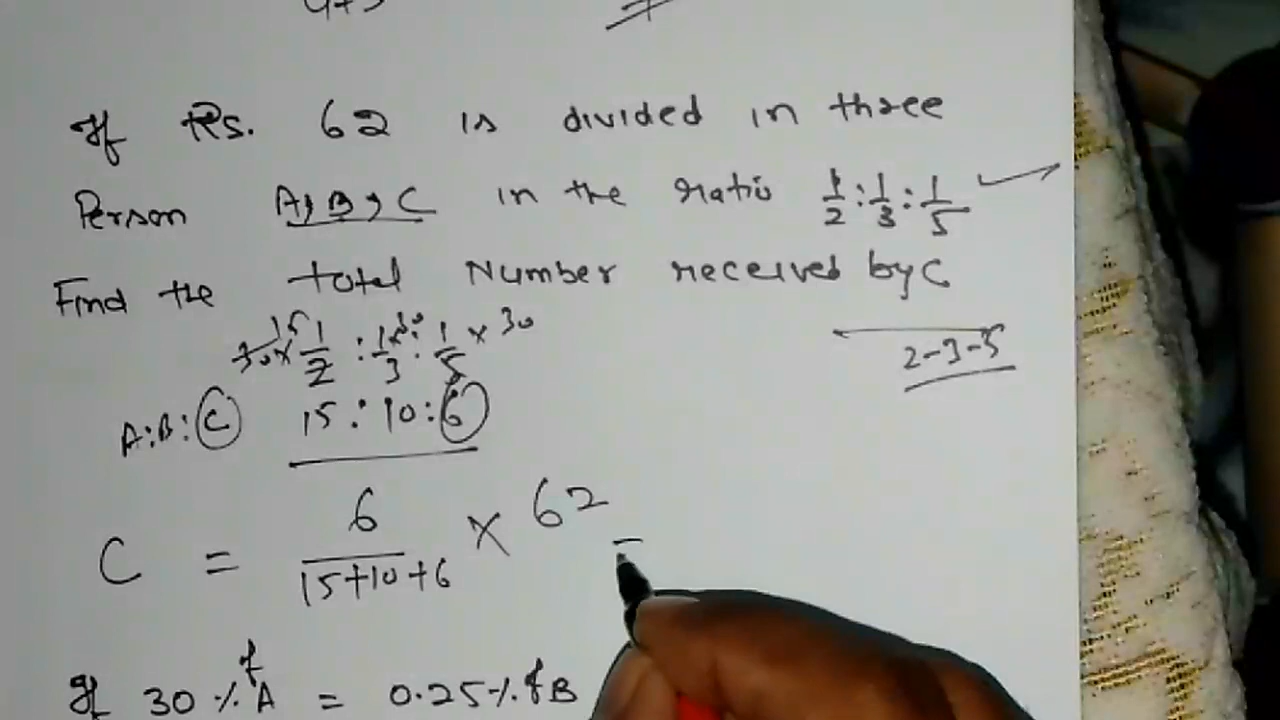 If Rs. 62 is divided in three
Person A, B, C in the ratio 1/2 : 1/3 : 1/5
Find the total Number received by C
2-3-5
30 × 1/2 : 1/3 : 1/5 × 30
15
30
A:B:C 15 : 10 : 6
C = 6/(15+10+6) × 62 =
If 30 % of A = 0.25 % of B